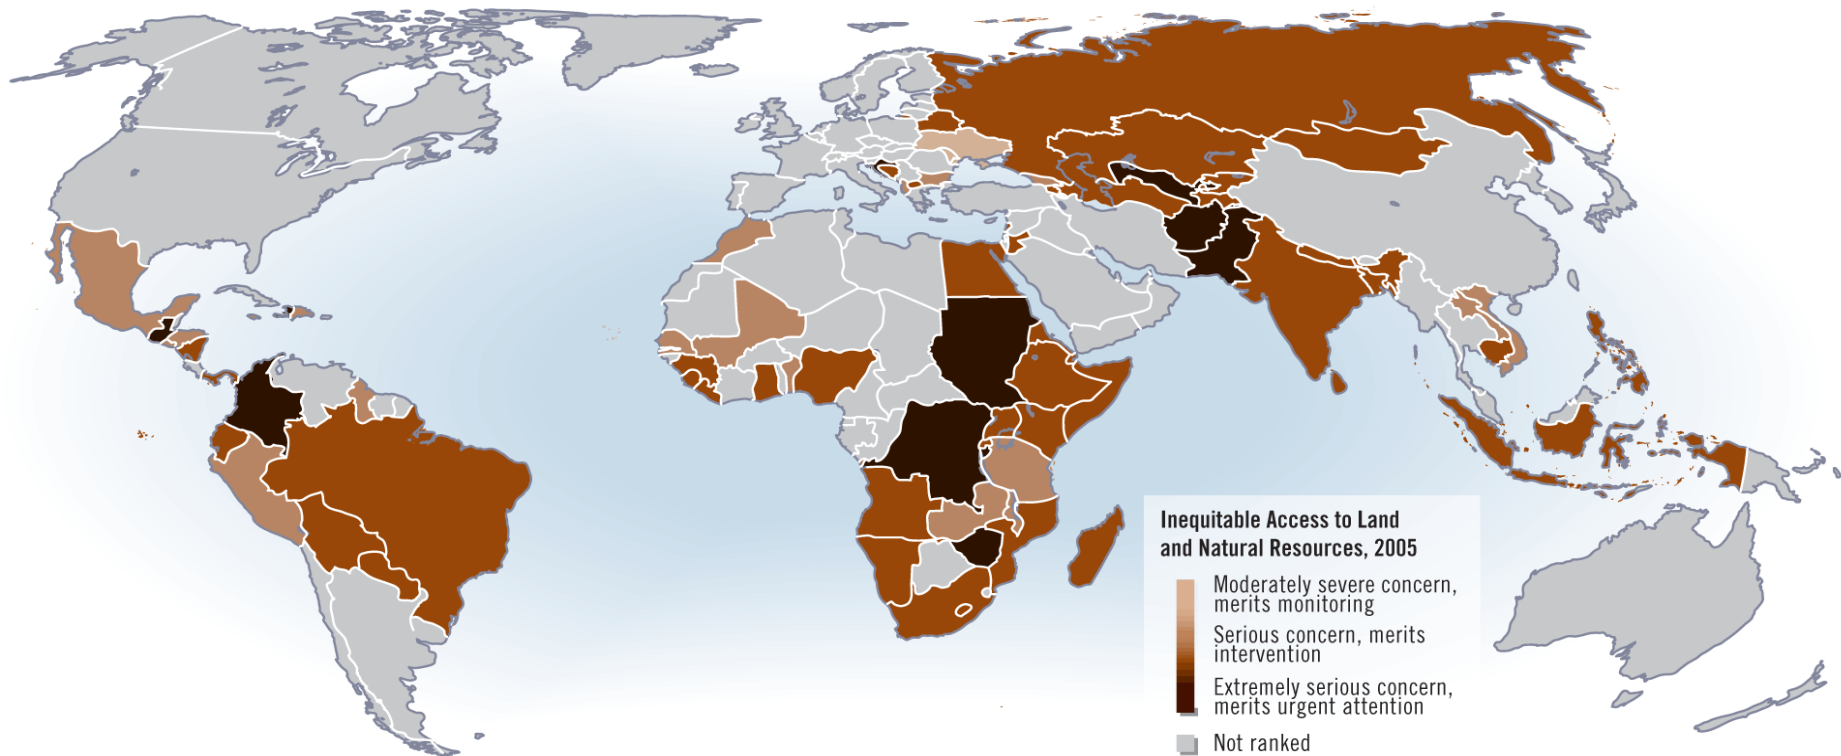 Inequitable Access to Land
and Natural Resources, 2005
Moderately severe concern,
merits monitoring
Serious concern, merits
intervention
Extremely serious concern,
merits urgent attention
Not ranked